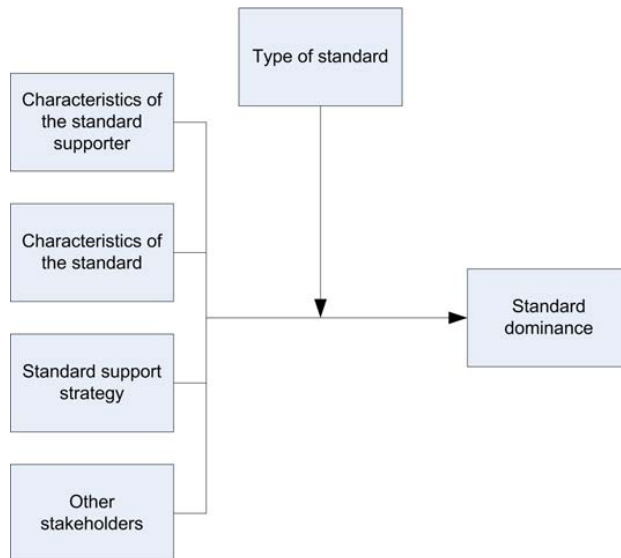 Type of standard
Characteristics of
the standard
supporter
Characteristics of
the standard
Standard
dominance
Standard support
strategy
Other
stakeholders